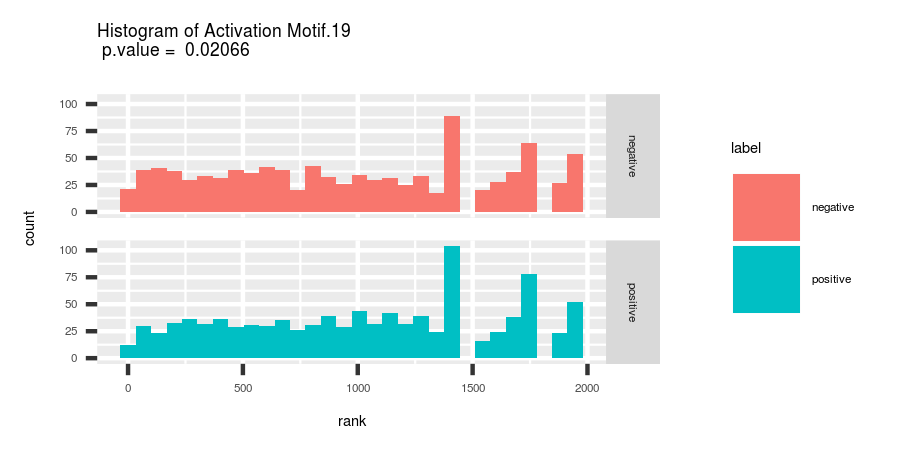 Histogram of Activation Motif.19
p.value = 0.02066
count
100
75
50
25
0
negative
100
75
50
25
0
positive
0 500 1000 1500 2000
rank
label
negative
positive